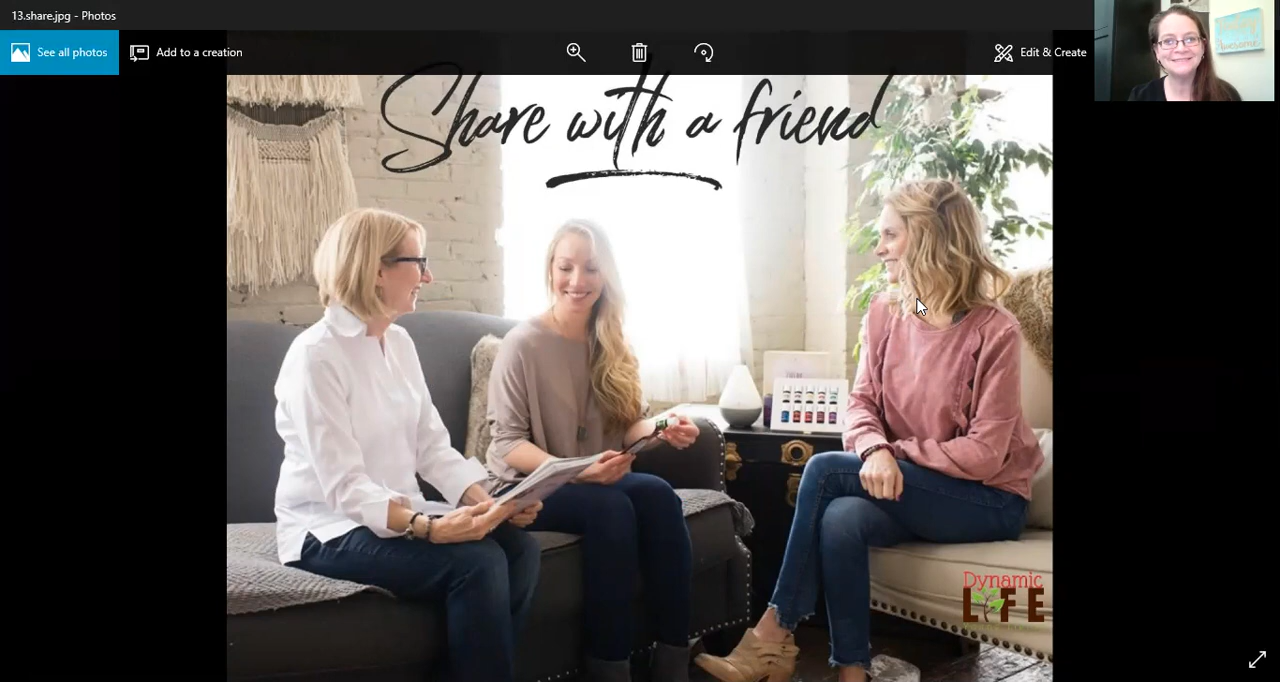 13.share.jpg - Photos
See all photos
Add to a creation
Edit & Create
Share with a friend
Dynamic
LIFE